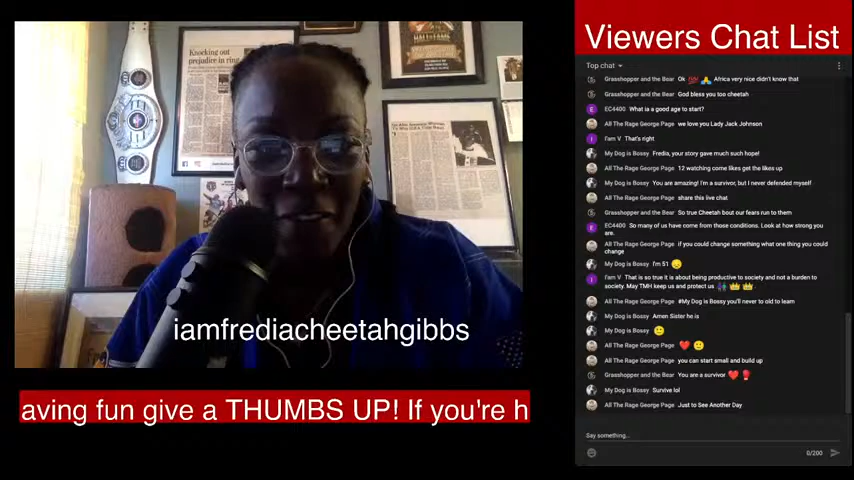 Knocking out
prejudice in ring
HALL OF FAME
iamfrediacheetahgibbs
aving fun give a THUMBS UP! If you're h
Viewers Chat List
Top chat
Grasshopper and the Bear Ok 💯 🙏 Africa very nice didn't know that
Grasshopper and the Bear God bless you too cheetah
EC4400 What is a good age to start?
All The Rage George Page we love you Lady Jack Johnson
I'am V That's right
My Dog is Bossy Fredia, your story gave much such hope!
All The Rage George Page 12 watching come likes get the likes up
My Dog is Bossy You are amazing! I'm a survivor, but I never defended myself
All The Rage George Page share this live chat
Grasshopper and the Bear So true Cheetah bout our fears run to them
EC4400 So many of us have come from those conditions. Look at how strong you
are.
All The Rage George Page if you could change something what one thing you could
change
My Dog is Bossy I'm 51
I'am V That is so true it is about being productive to society and not a burden to
society. May TMH keep us and protect us
All The Rage George Page #My Dog is Bossy you'll never to old to learn
My Dog is Bossy Amen Sister he is
My Dog is Bossy
All The Rage George Page
All The Rage George Page you can start small and build up
Grasshopper and the Bear You are a survivor
My Dog is Bossy Survive lol
All The Rage George Page Just to See Another Day
Say something...
0/200